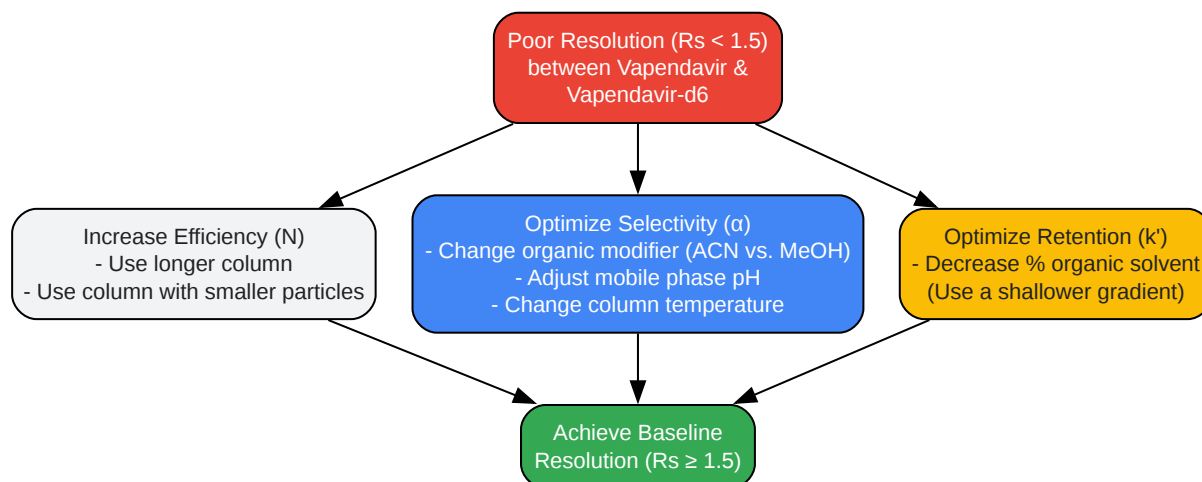 Poor Resolution (Rs < 1.5)
between Vapendavir &
Vapendavir-d6
Increase Efficiency (N)
- Use longer column
- Use column with smaller particles
Optimize Selectivity (α)
- Change organic modifier (ACN vs. MeOH)
- Adjust mobile phase pH
- Change column temperature
Optimize Retention (k')
- Decrease % organic solvent
(Use a shallower gradient)
Achieve Baseline
Resolution (Rs ≥ 1.5)